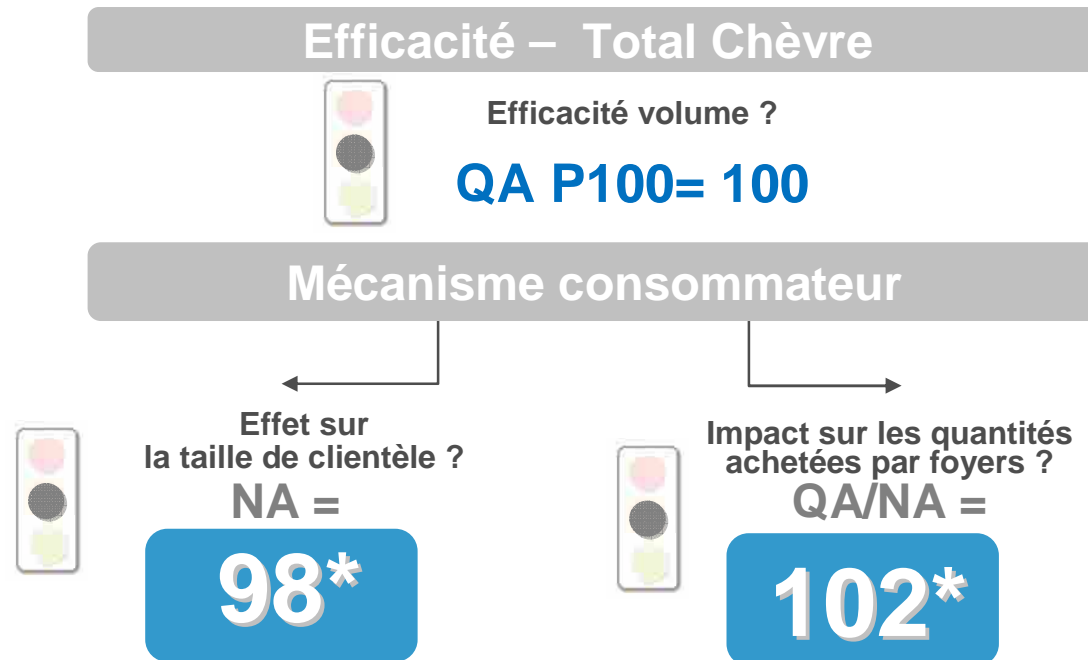 Efficacité – Total Chèvre
Efficacité volume ?
QA P100= 100
Mécanisme consommateur
Effet sur
la taille de clientèle ?
NA =
98*
Impact sur les quantités
achetées par foyers ?
QA/NA =
102*